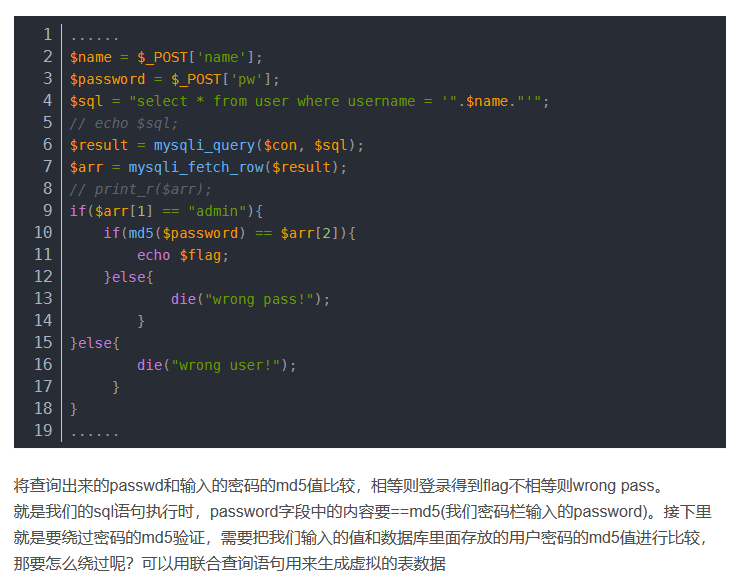 1 ......
2 $name = $_POST['name'];
3 $password = $_POST['pw'];
4 $sql = "select * from user where username = '".$name."'";
5 // echo $sql;
6 $result = mysqli_query($con, $sql);
7 $arr = mysqli_fetch_row($result);
8 // print_r($arr);
9 if($arr[1] == "admin"){
10     if(md5($password) == $arr[2]){
11         echo $flag;
12     }else{
13             die("wrong pass!");
14         }
15 }else{
16         die("wrong user!");
17      }
18 }
19 ......
将查询出来的passwd和输入的密码的md5值比较，相等则登录得到flag不相等则wrong pass。
就是我们的sql语句执行时，password字段中的内容要==md5(我们密码栏输入的password)。接下里
就是要绕过密码的md5验证，需要把我们输入的值和数据库里面存放的用户密码的md5值进行比较，
那要怎么绕过呢？可以用联合查询语句用来生成虚拟的表数据